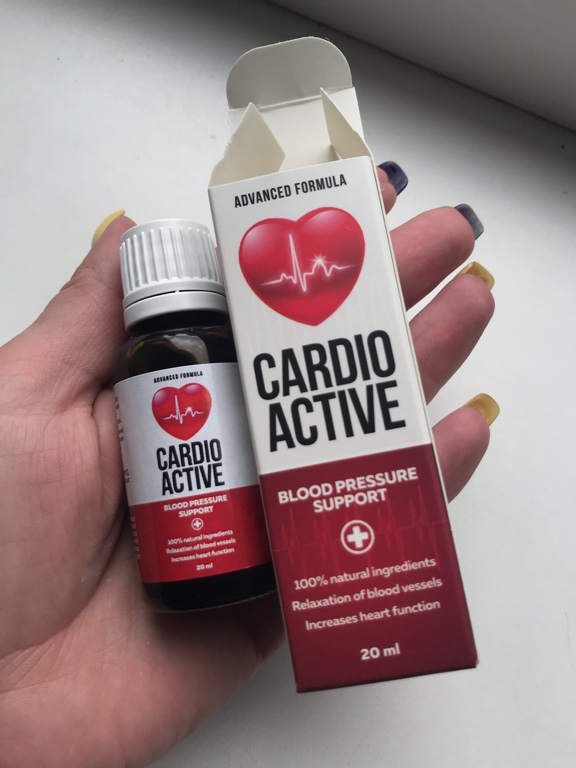 ADVANCED FORMULA
CARDIO
ACTIVE
BLOOD PRESSURE
SUPPORT
100% natural ingredients
Relaxation of blood vessels
Increases heart function
20 ml
ADVANCED FORMULA
CARDIO
ACTIVE
BLOOD PRESSURE
SUPPORT
100% natural ingredients
Relaxation of blood vessels
Increases heart function
20 ml